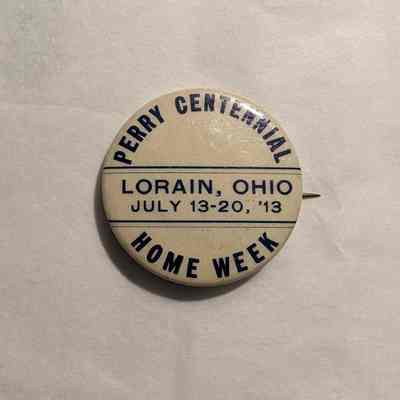 PERRY CENTENNIAL
LORAIN, OHIO
JULY 13-20, '13
HOME WEEK